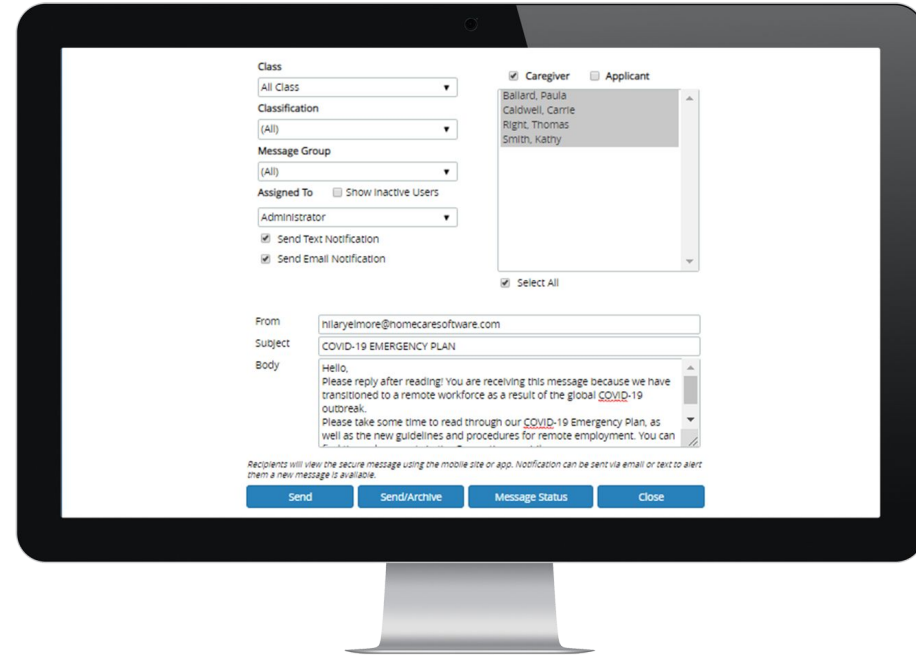 Class
All Class
Classification
(All)
Message Group
(All)
Assigned To Show Inactive Users
Administrator
Send Text Notification
Send Email Notification
Caregiver Applicant
Ballard, Paula
Caldwell, Carrie
Right, Thomas
Smith, Kathy
Select All
From hilaryelmore@homecaresoftware.com
Subject COVID-19 EMERGENCY PLAN
Body Hello,
Please reply after reading! You are receiving this message because we have
transitioned to a remote workforce as a result of the global COVID-19
outbreak.
Please take some time to read through our COVID-19 Emergency Plan, as
well as the new guidelines and procedures for remote employment. You can
Recipients will view the secure message using the mobile site or app. Notification can be sent via email or text to alert
them a new message is available.
Send Send/Archive Message Status Close